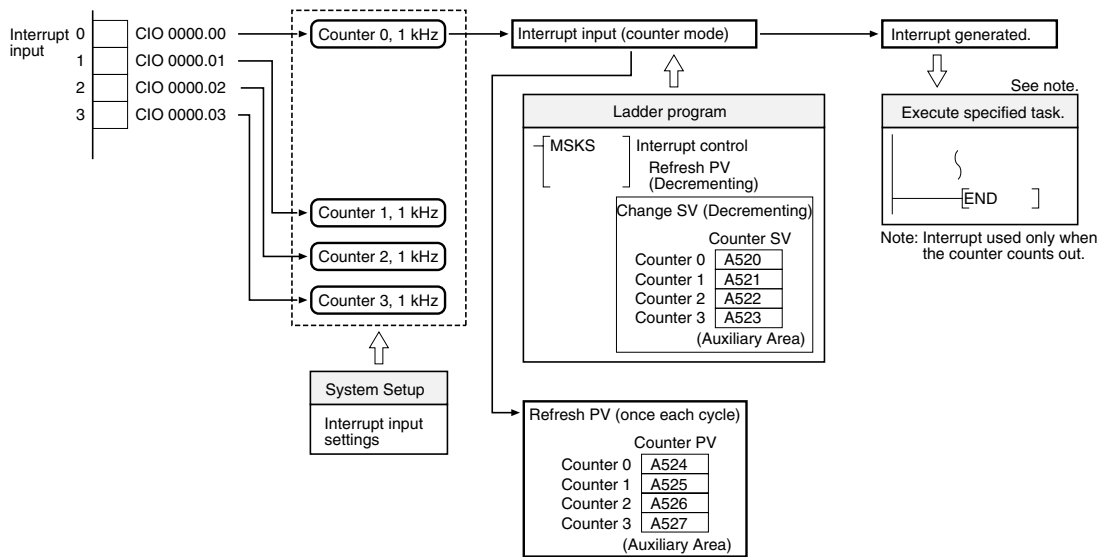 Interrupt input
0 CIO 0000.00
1 CIO 0000.01
2 CIO 0000.02
3 CIO 0000.03
Counter 0, 1 kHz
Counter 1, 1 kHz
Counter 2, 1 kHz
Counter 3, 1 kHz
System Setup
Interrupt input
settings
Interrupt input (counter mode)
Ladder program
MSKS
Interrupt control
Refresh PV
(Decrementing)
Change SV (Decrementing)
Counter SV
Counter 0 A520
Counter 1 A521
Counter 2 A522
Counter 3 A523
(Auxiliary Area)
Refresh PV (once each cycle)
Counter PV
Counter 0 A524
Counter 1 A525
Counter 2 A526
Counter 3 A527
(Auxiliary Area)
Interrupt generated.
See note.
Execute specified task.
END
Note: Interrupt used only when
the counter counts out.